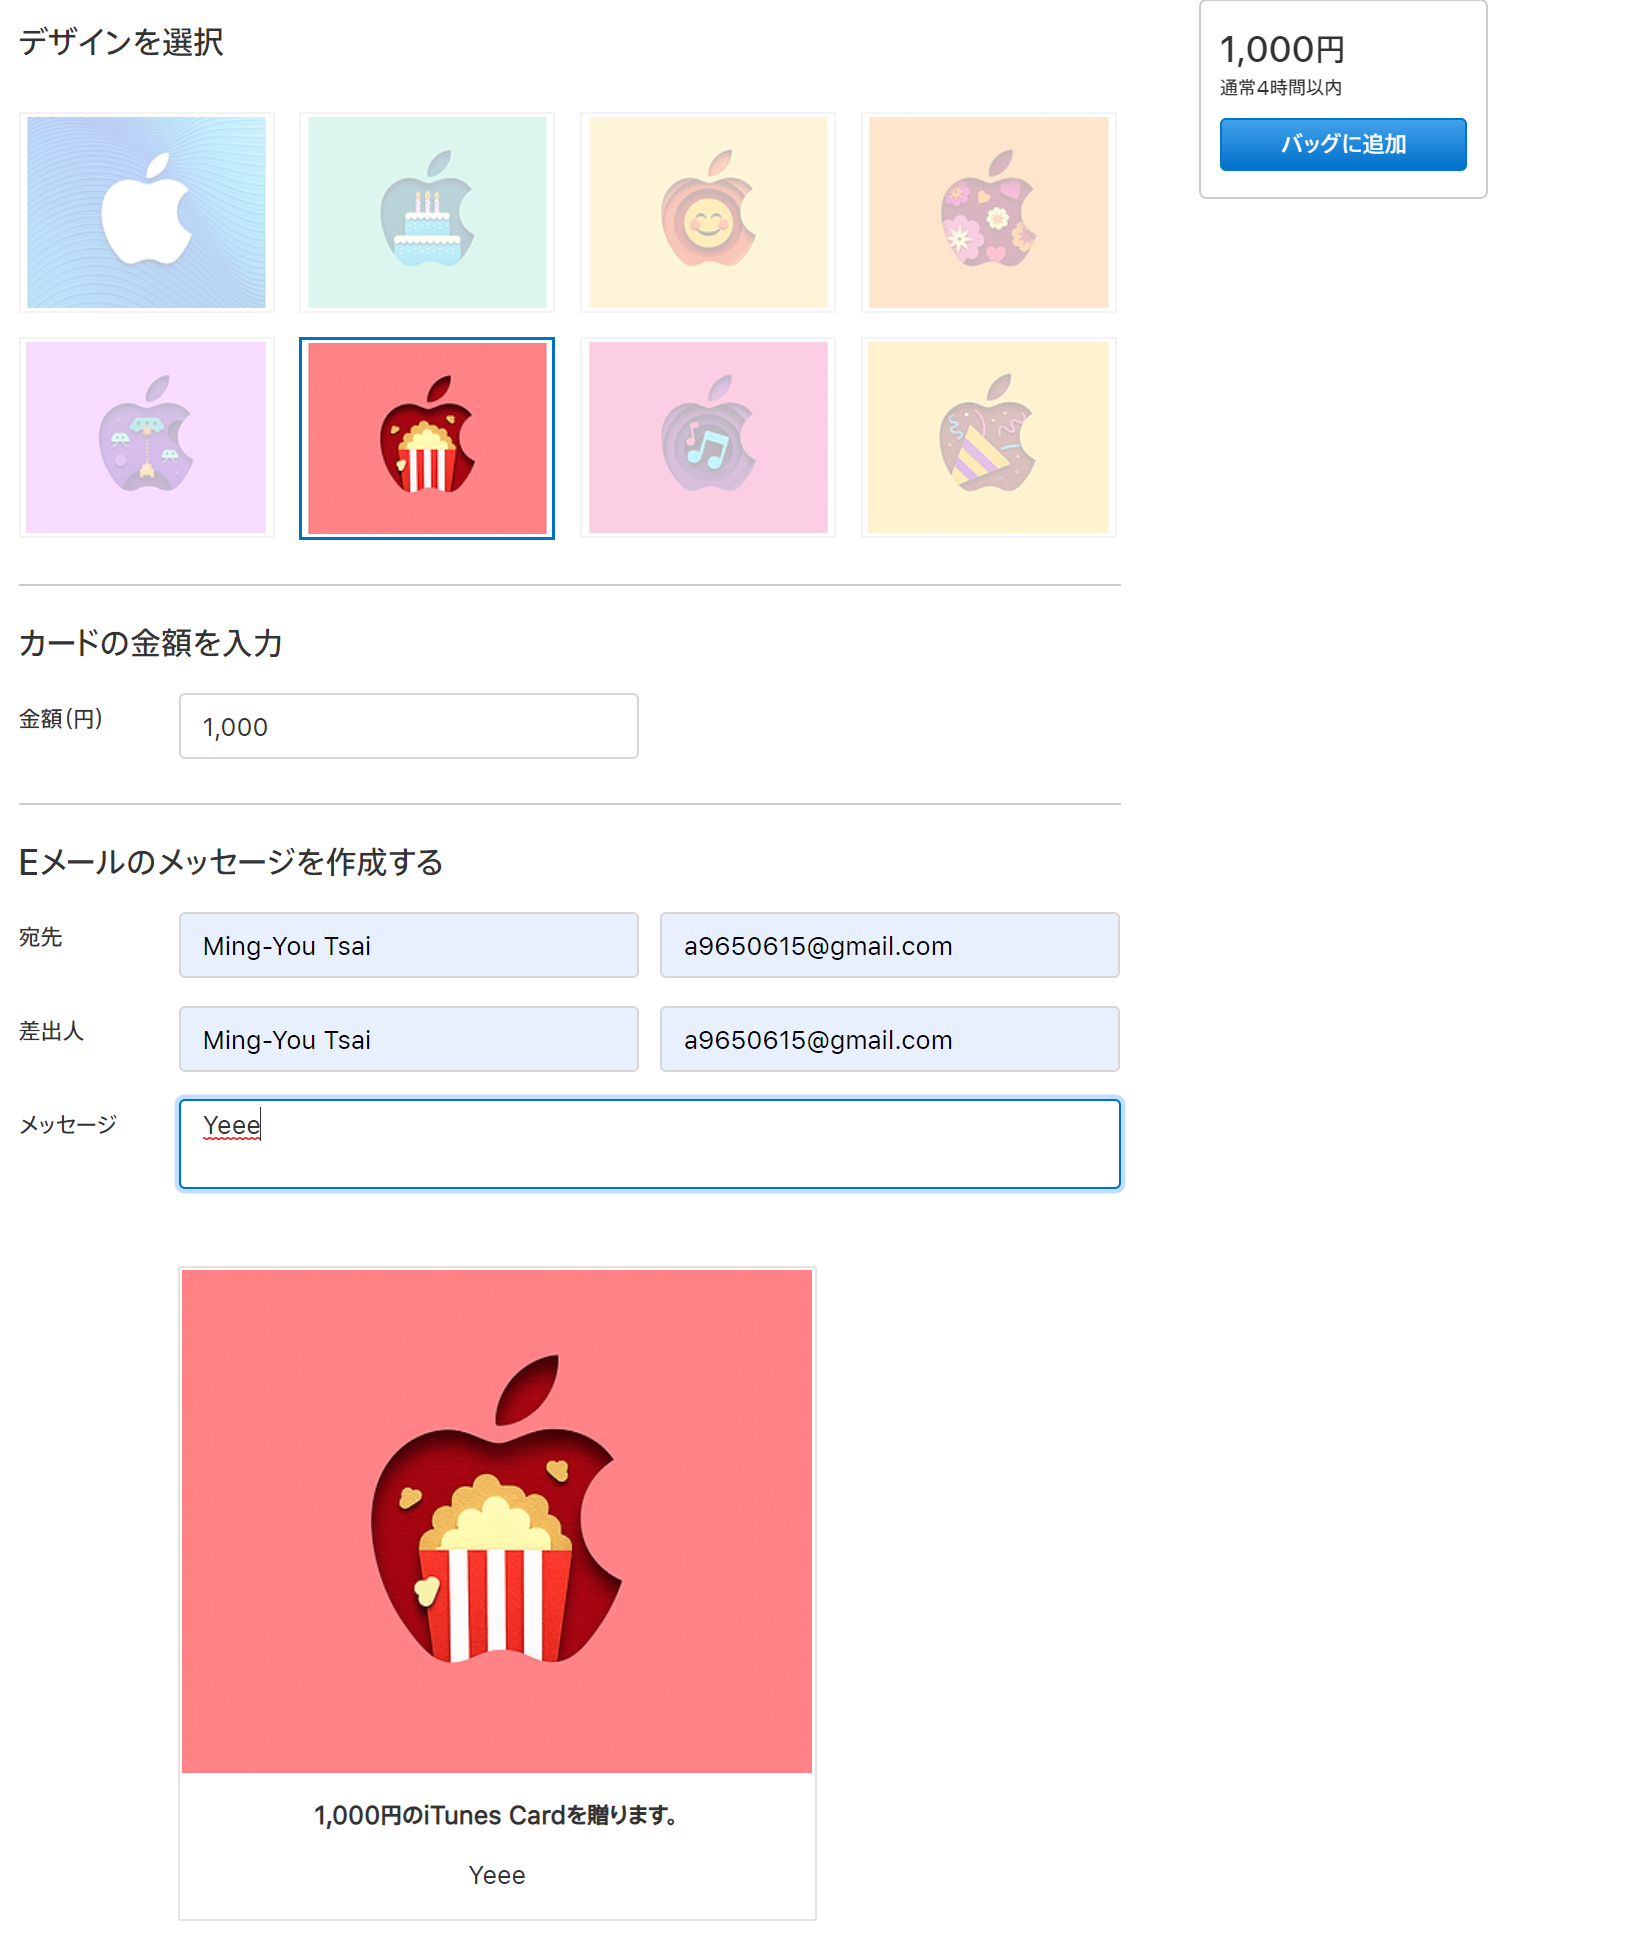 デザインを選択
1,000円
通常4時間以内
バッグに追加
カードの金額を入力
金額(円)
1,000
Eメールのメッセージを作成する
宛先
Ming-You Tsai
a9650615@gmail.com
差出人
Ming-You Tsai
a9650615@gmail.com
メッセージ
Yeee
1,000円のiTunes Cardを贈ります。
Yeee